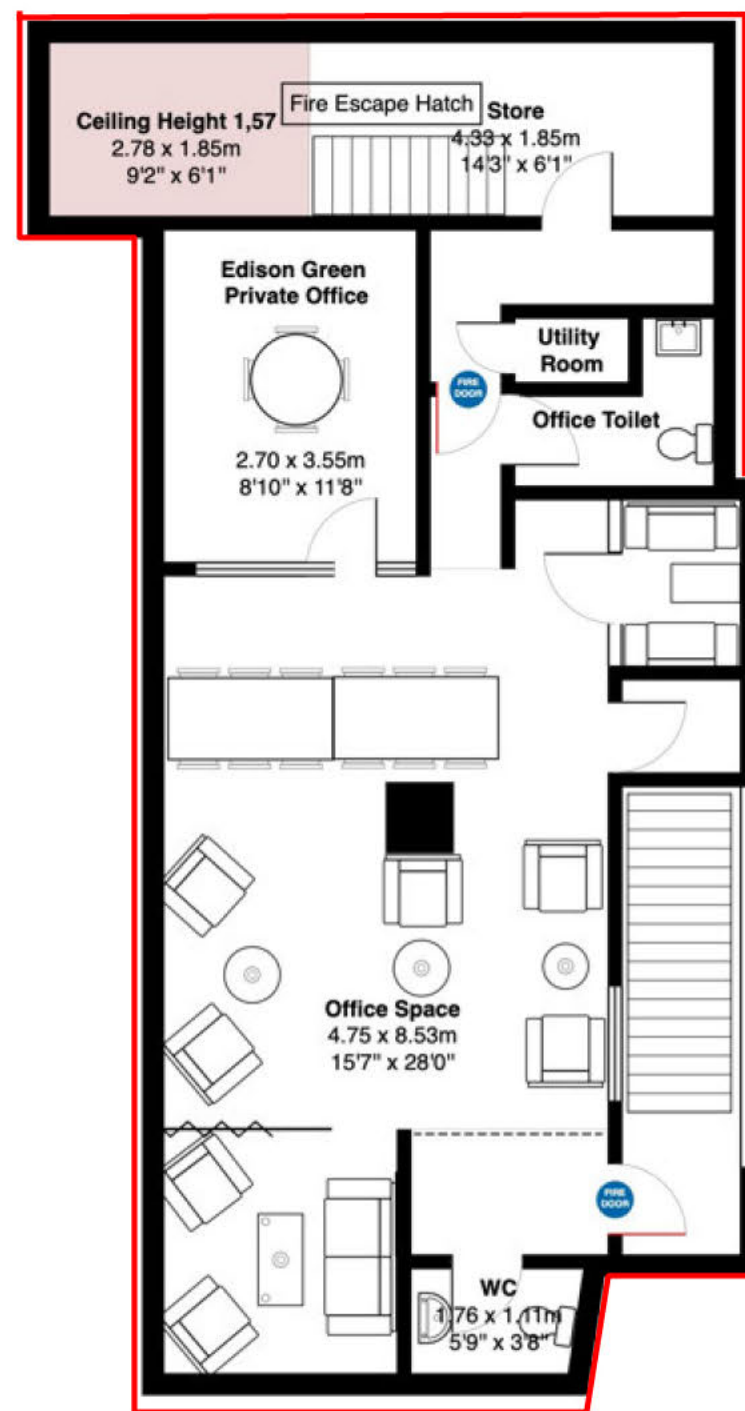 Fire Escape Hatch
Ceiling Height 1,57
2.78 x 1.85m
9'2" x 6'1"
Store
4.33 x 1.85m
14'3" x 6'1"
Edison Green
Private Office
2.70 x 3.55m
8'10" x 11'8"
Utility
Room
FIRE
DOOR
Office Toilet
Office Space
4.75 x 8.53m
15'7" x 28'0"
FIRE
DOOR
WC
1.76 x 1.11m
5'9" x 3'8"